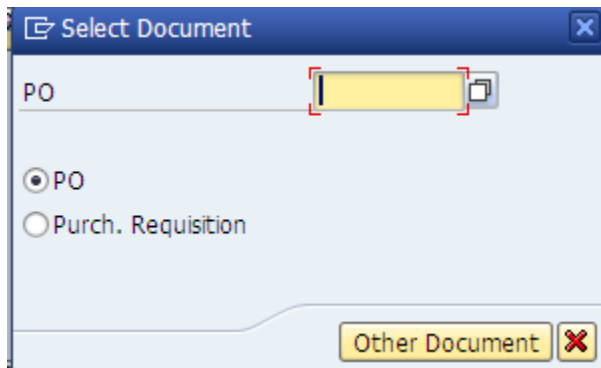 Select Document
PO
PO
Purch. Requisition
Other Document